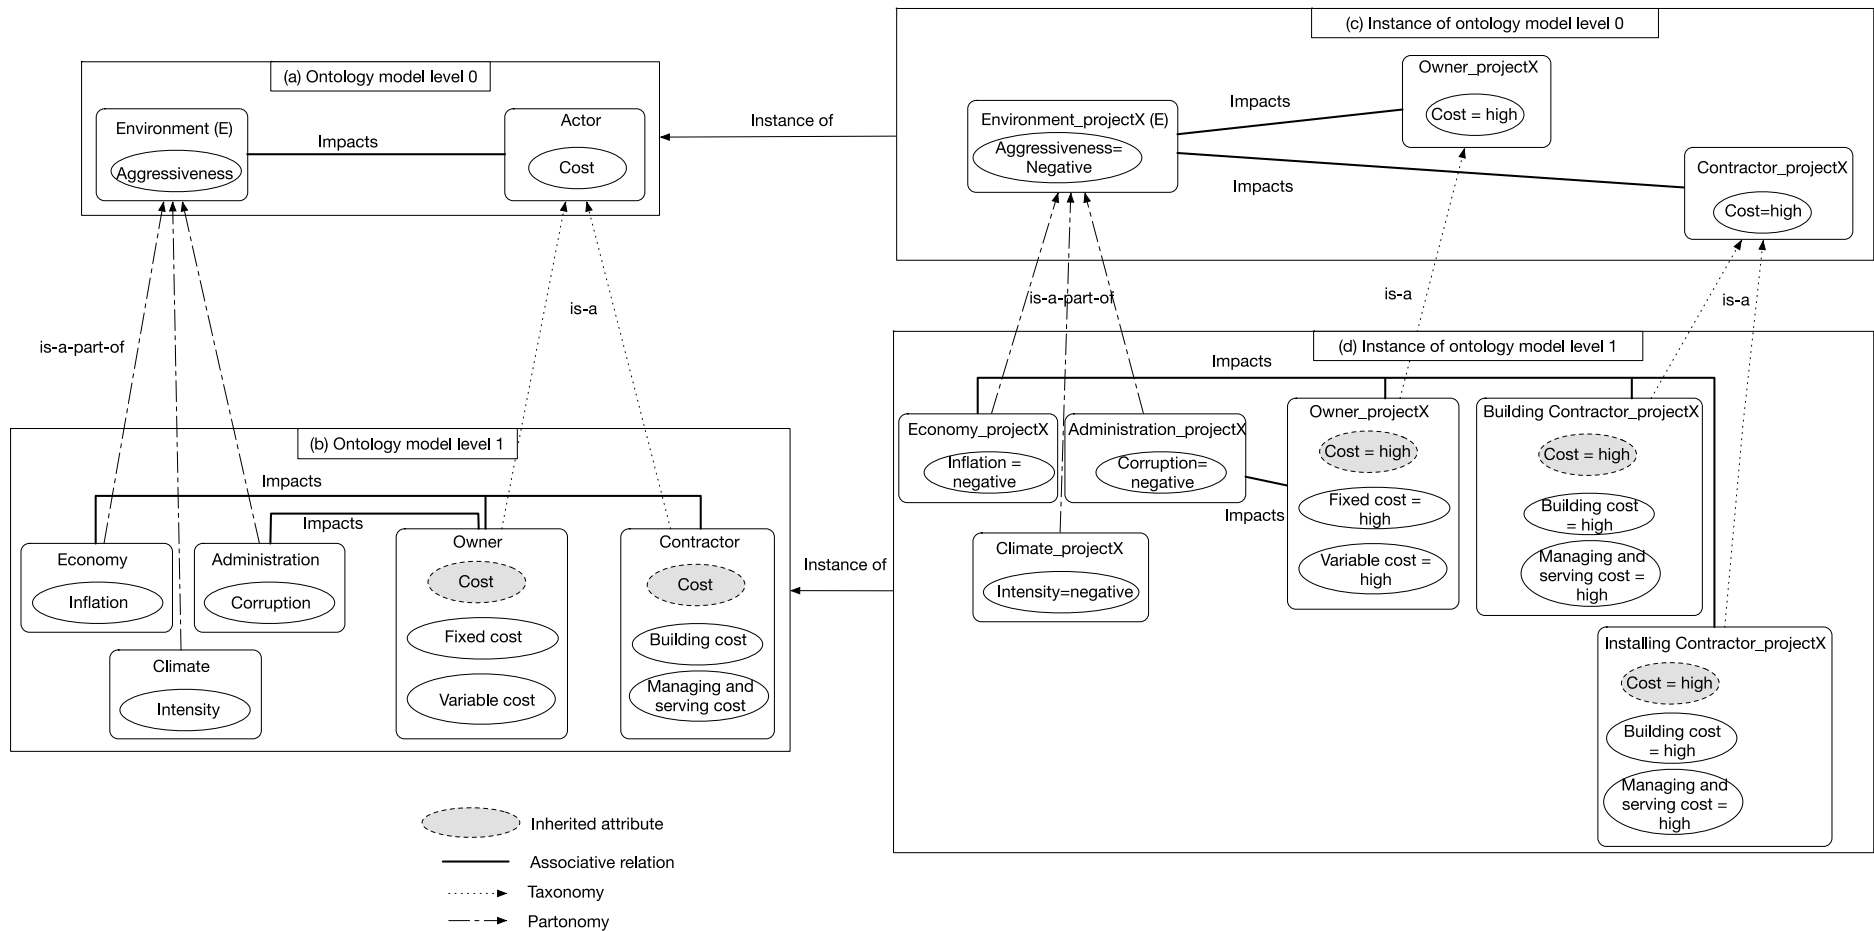 (a) Ontology model level 0
Environment (E)
Aggressiveness
Impacts
Actor
Cost
Instance of
(c) Instance of ontology model level 0
Owner_projectX
Cost = high
Impacts
Environment_projectX (E)
Aggressiveness=
Negative
Impacts
Contractor_projectX
Cost=high
is-a-part-of
is-a
is-a-part-of
is-a
is-a
(b) Ontology model level 1
Impacts
Impacts
Economy
Inflation
Administration
Corruption
Climate
Intensity
Owner
Cost
Fixed cost
Variable cost
Contractor
Cost
Building cost
Managing and
serving cost
Instance of
(d) Instance of ontology model level 1
Impacts
Economy_projectX
Inflation =
negative
Administration_projectX
Corruption=
negative
Impacts
Climate_projectX
Intensity=negative
Owner_projectX
Cost = high
Fixed cost =
high
Variable cost =
high
Building Contractor_projectX
Cost = high
Building cost
= high
Managing and
serving cost =
high
Installing Contractor_projectX
Cost = high
Building cost
= high
Managing and
serving cost =
high
Inherited attribute
Associative relation
Taxonomy
Partonomy